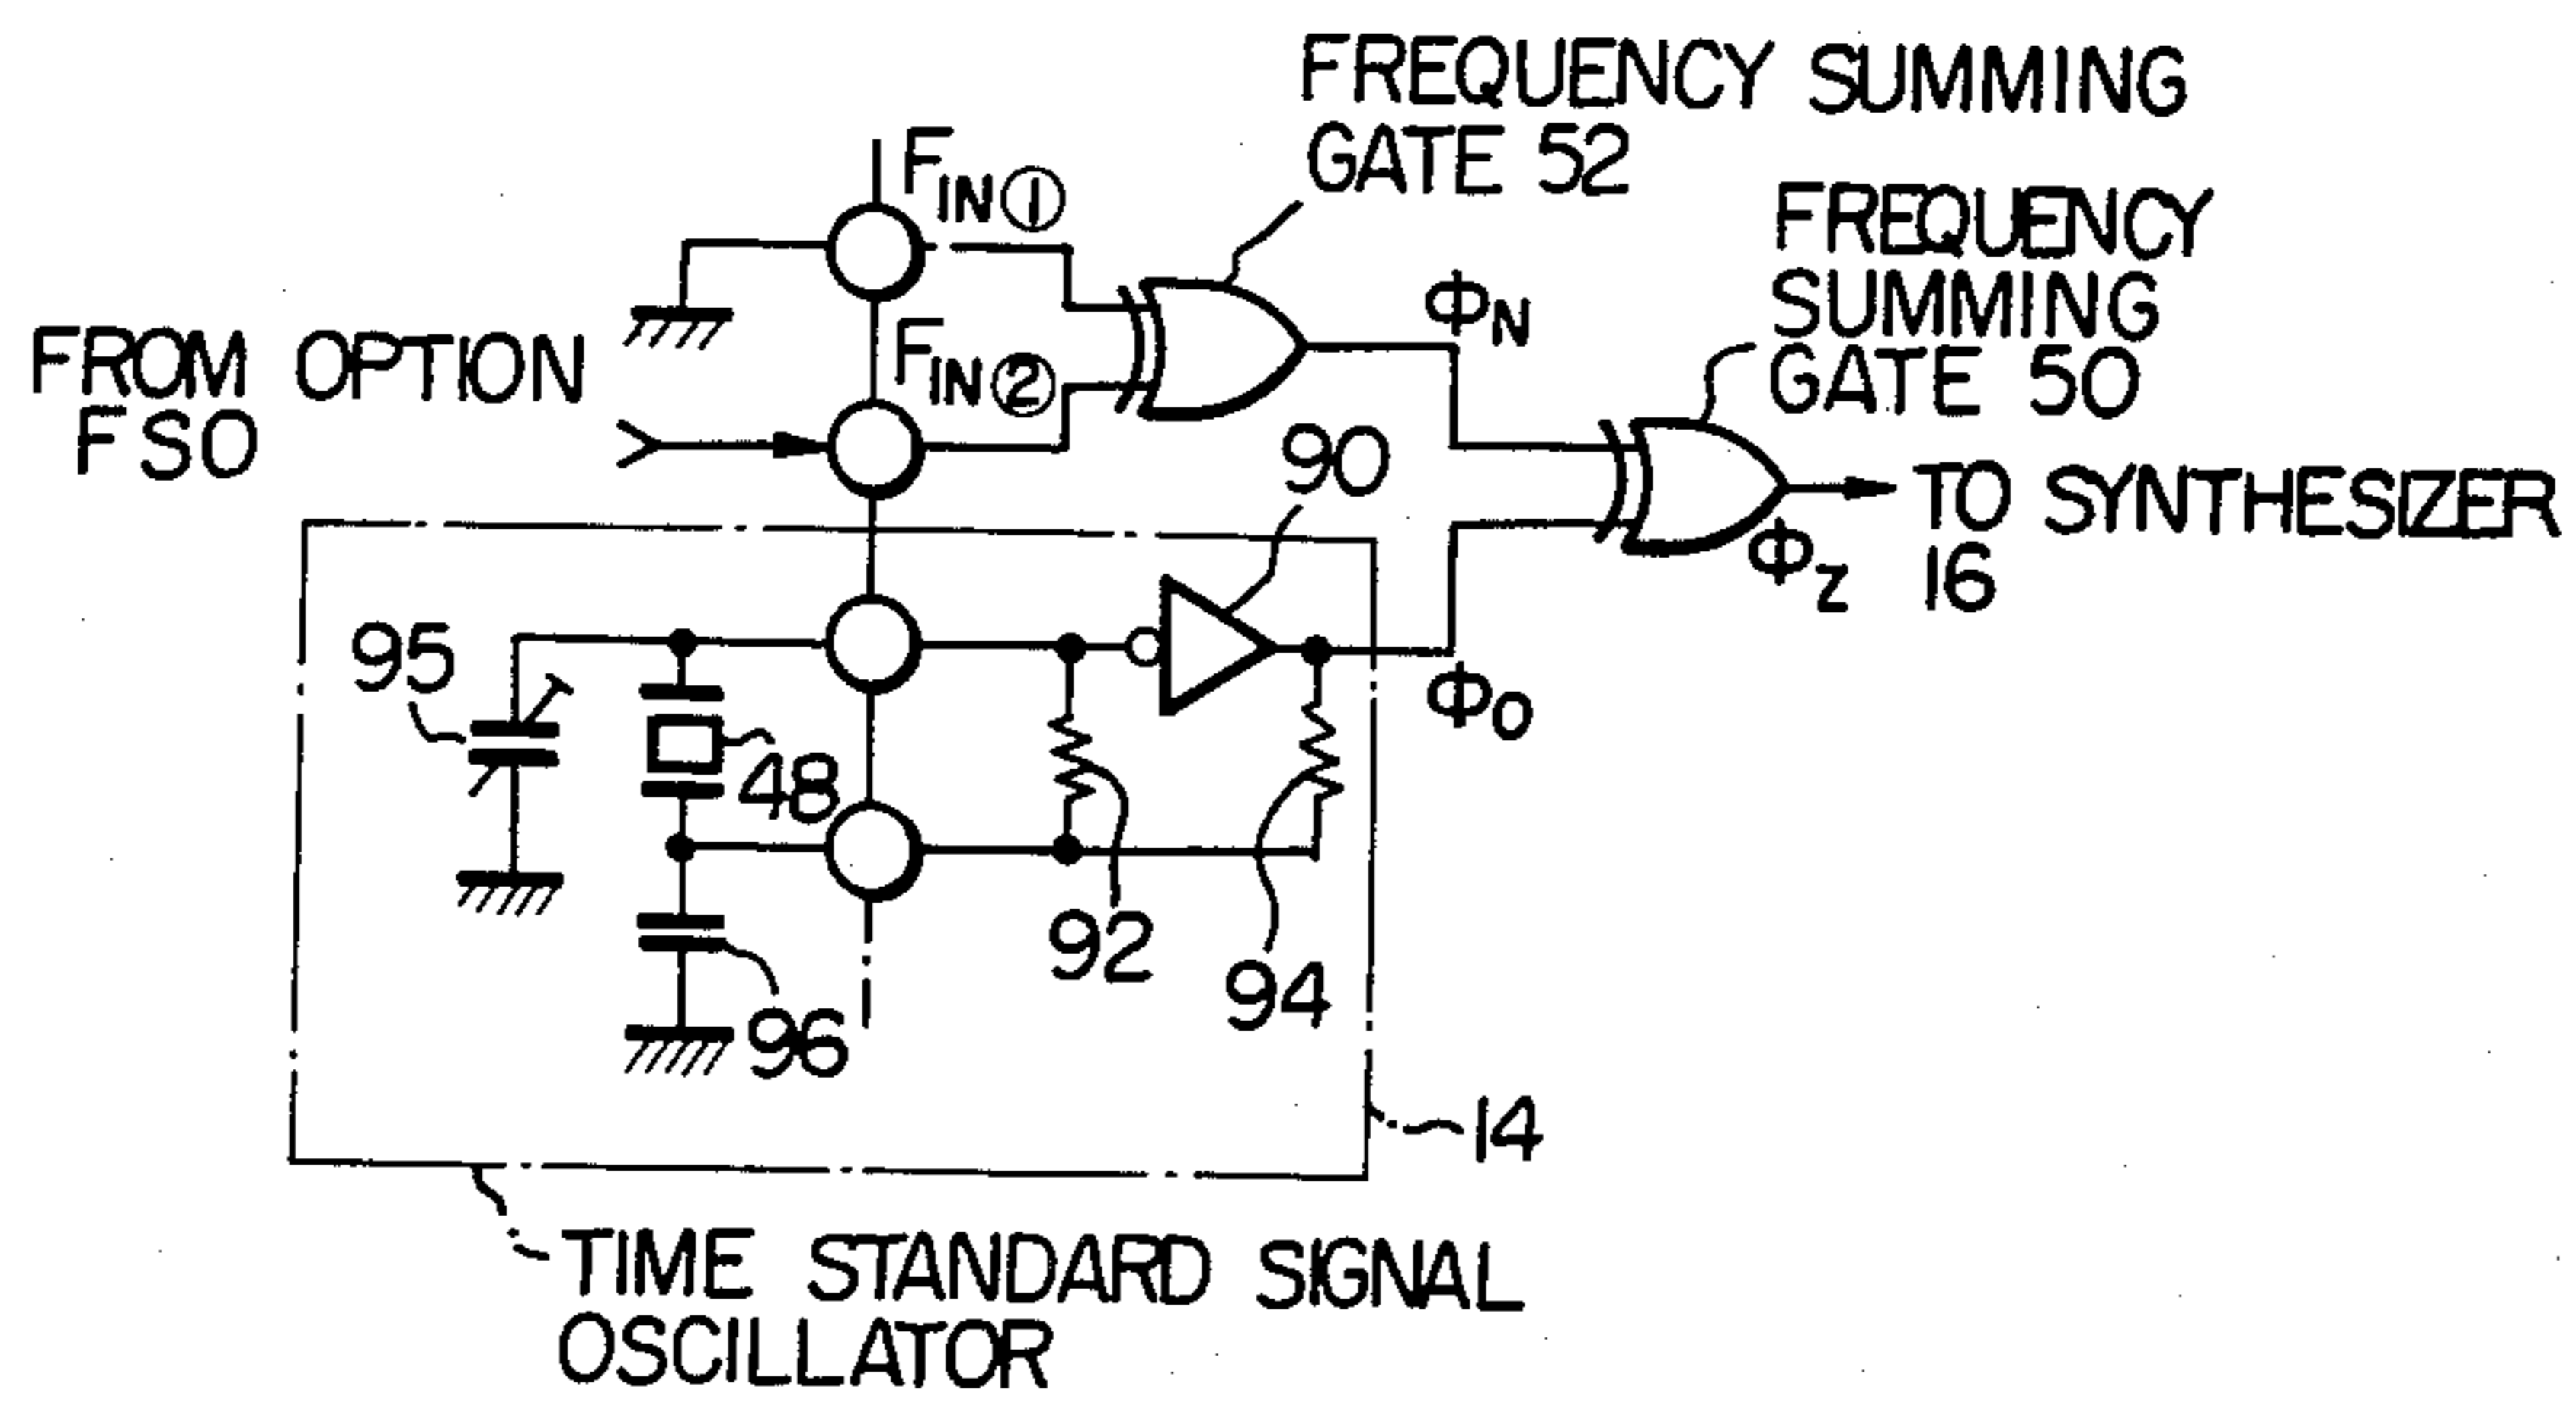 FREQUENCY SUMMING
GATE 52
FIN①
FREQUENCY
SUMMING
GATE 50
ΦN
FIN②
FROM OPTION
FSO
90
TO SYNTHESIZER
16
ΦZ
95
48
ΦO
92
94
96
14
TIME STANDARD SIGNAL
OSCILLATOR